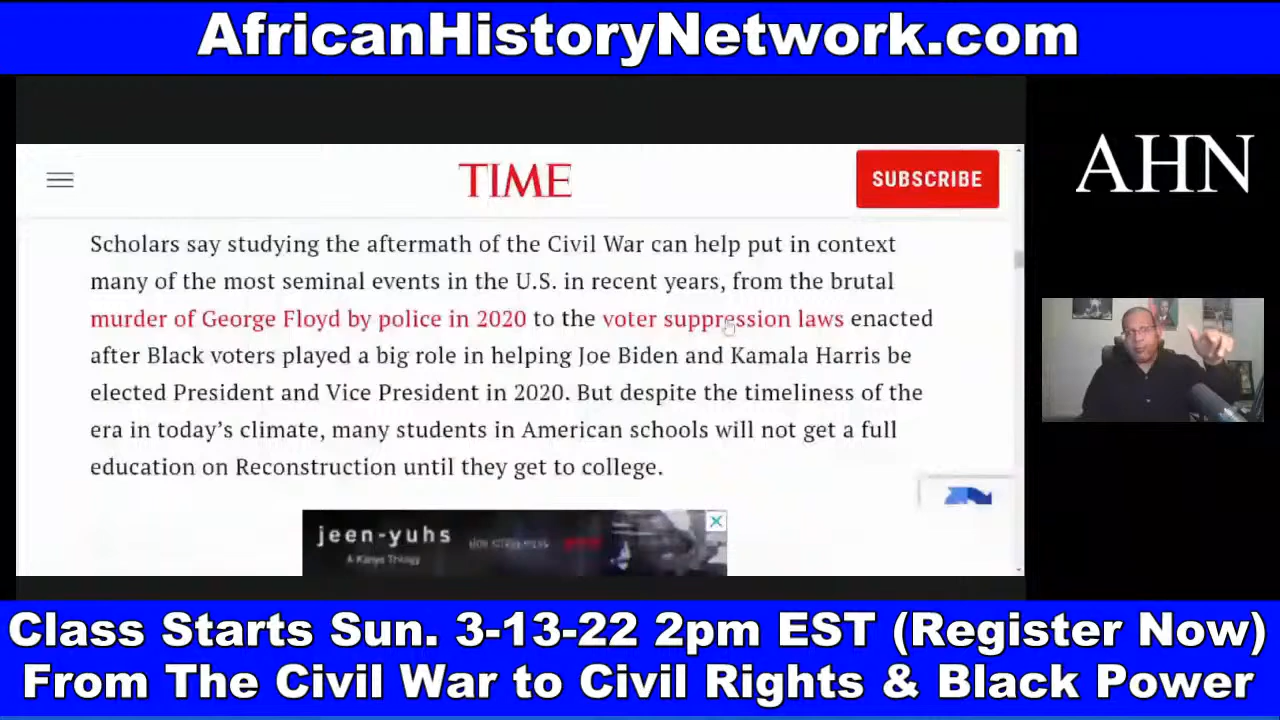 AfricanHistoryNetwork.com
AHN
TIME
SUBSCRIBE
Scholars say studying the aftermath of the Civil War can help put in context
many of the most seminal events in the U.S. in recent years, from the brutal
murder of George Floyd by police in 2020 to the voter suppression laws enacted
after Black voters played a big role in helping Joe Biden and Kamala Harris be
elected President and Vice President in 2020. But despite the timeliness of the
era in today’s climate, many students in American schools will not get a full
education on Reconstruction until they get to college.
jeen-yuhs
A Kanye Trilogy
Class Starts Sun. 3-13-22 2pm EST (Register Now)
From The Civil War to Civil Rights & Black Power